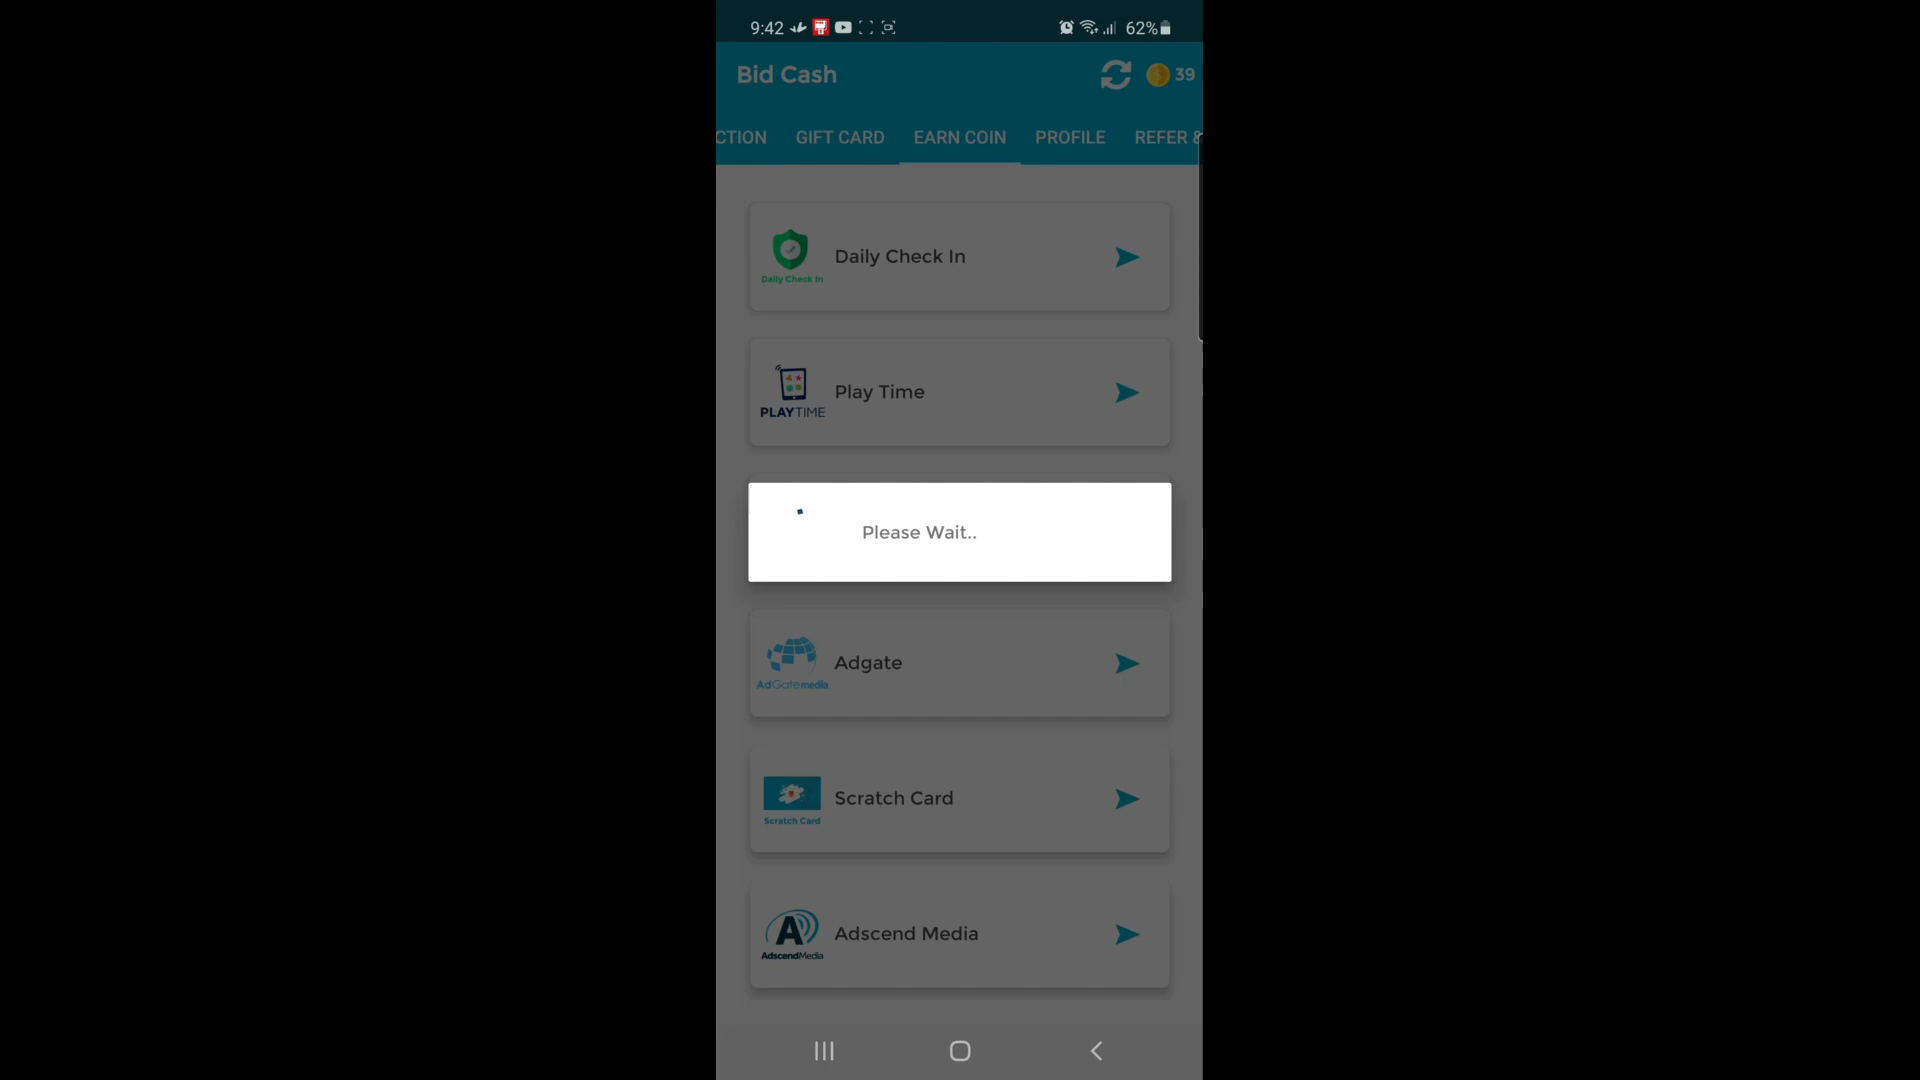 9:42
62%
Bid Cash
39
CTION
GIFT CARD
EARN COIN
PROFILE
REFER &
Daily Check In
Daily Check In
PLAYTIME
Play Time
Please Wait..
AdGatemedia
Adgate
Scratch Card
Scratch Card
AdscendMedia
Adscend Media